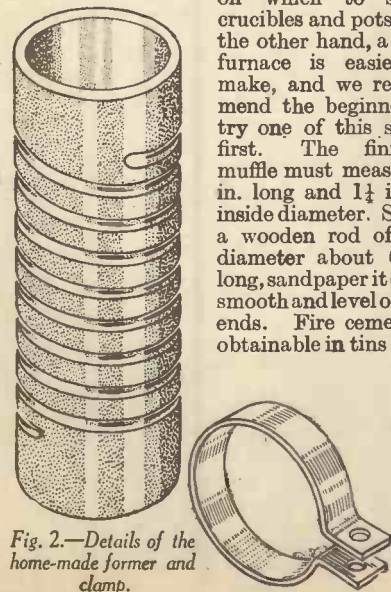 on which to s
crucibles and pots
the other hand, a
furnace is easie
make, and we re
mend the beginn
try one of this s
first. The fini
muffle must meas
in. long and 1¼ i
inside diameter. S
a wooden rod of
diameter about
long, sandpaper it
smooth and level o
ends. Fire ceme
obtainable in tins
Fig. 2.—Details of the
home-made former and
clamp.